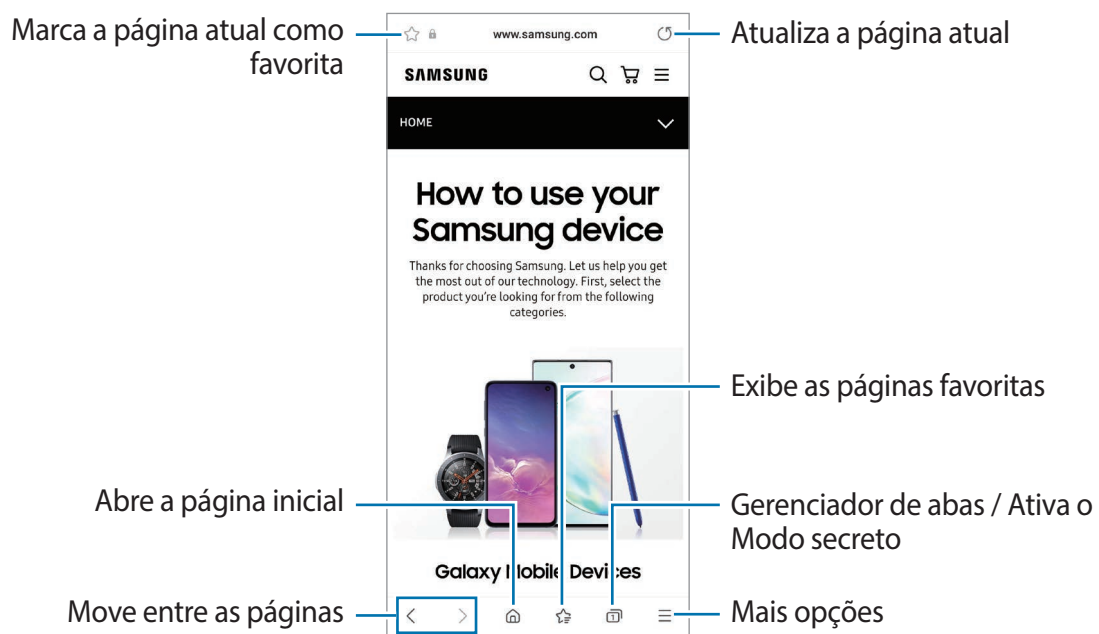 Marca a página atual como
favorita
www.samsung.com
Atualiza a página atual
SAMSUNG
HOME
How to use your
Samsung device
Thanks for choosing Samsung. Let us help you get
the most out of our technology. First, select the
product you're looking for from the following
categories.
Exibe as páginas favoritas
Abre a página inicial
Gerenciador de abas / Ativa o
Modo secreto
Galaxy Mobile Devices
Move entre as páginas
1
Mais opções